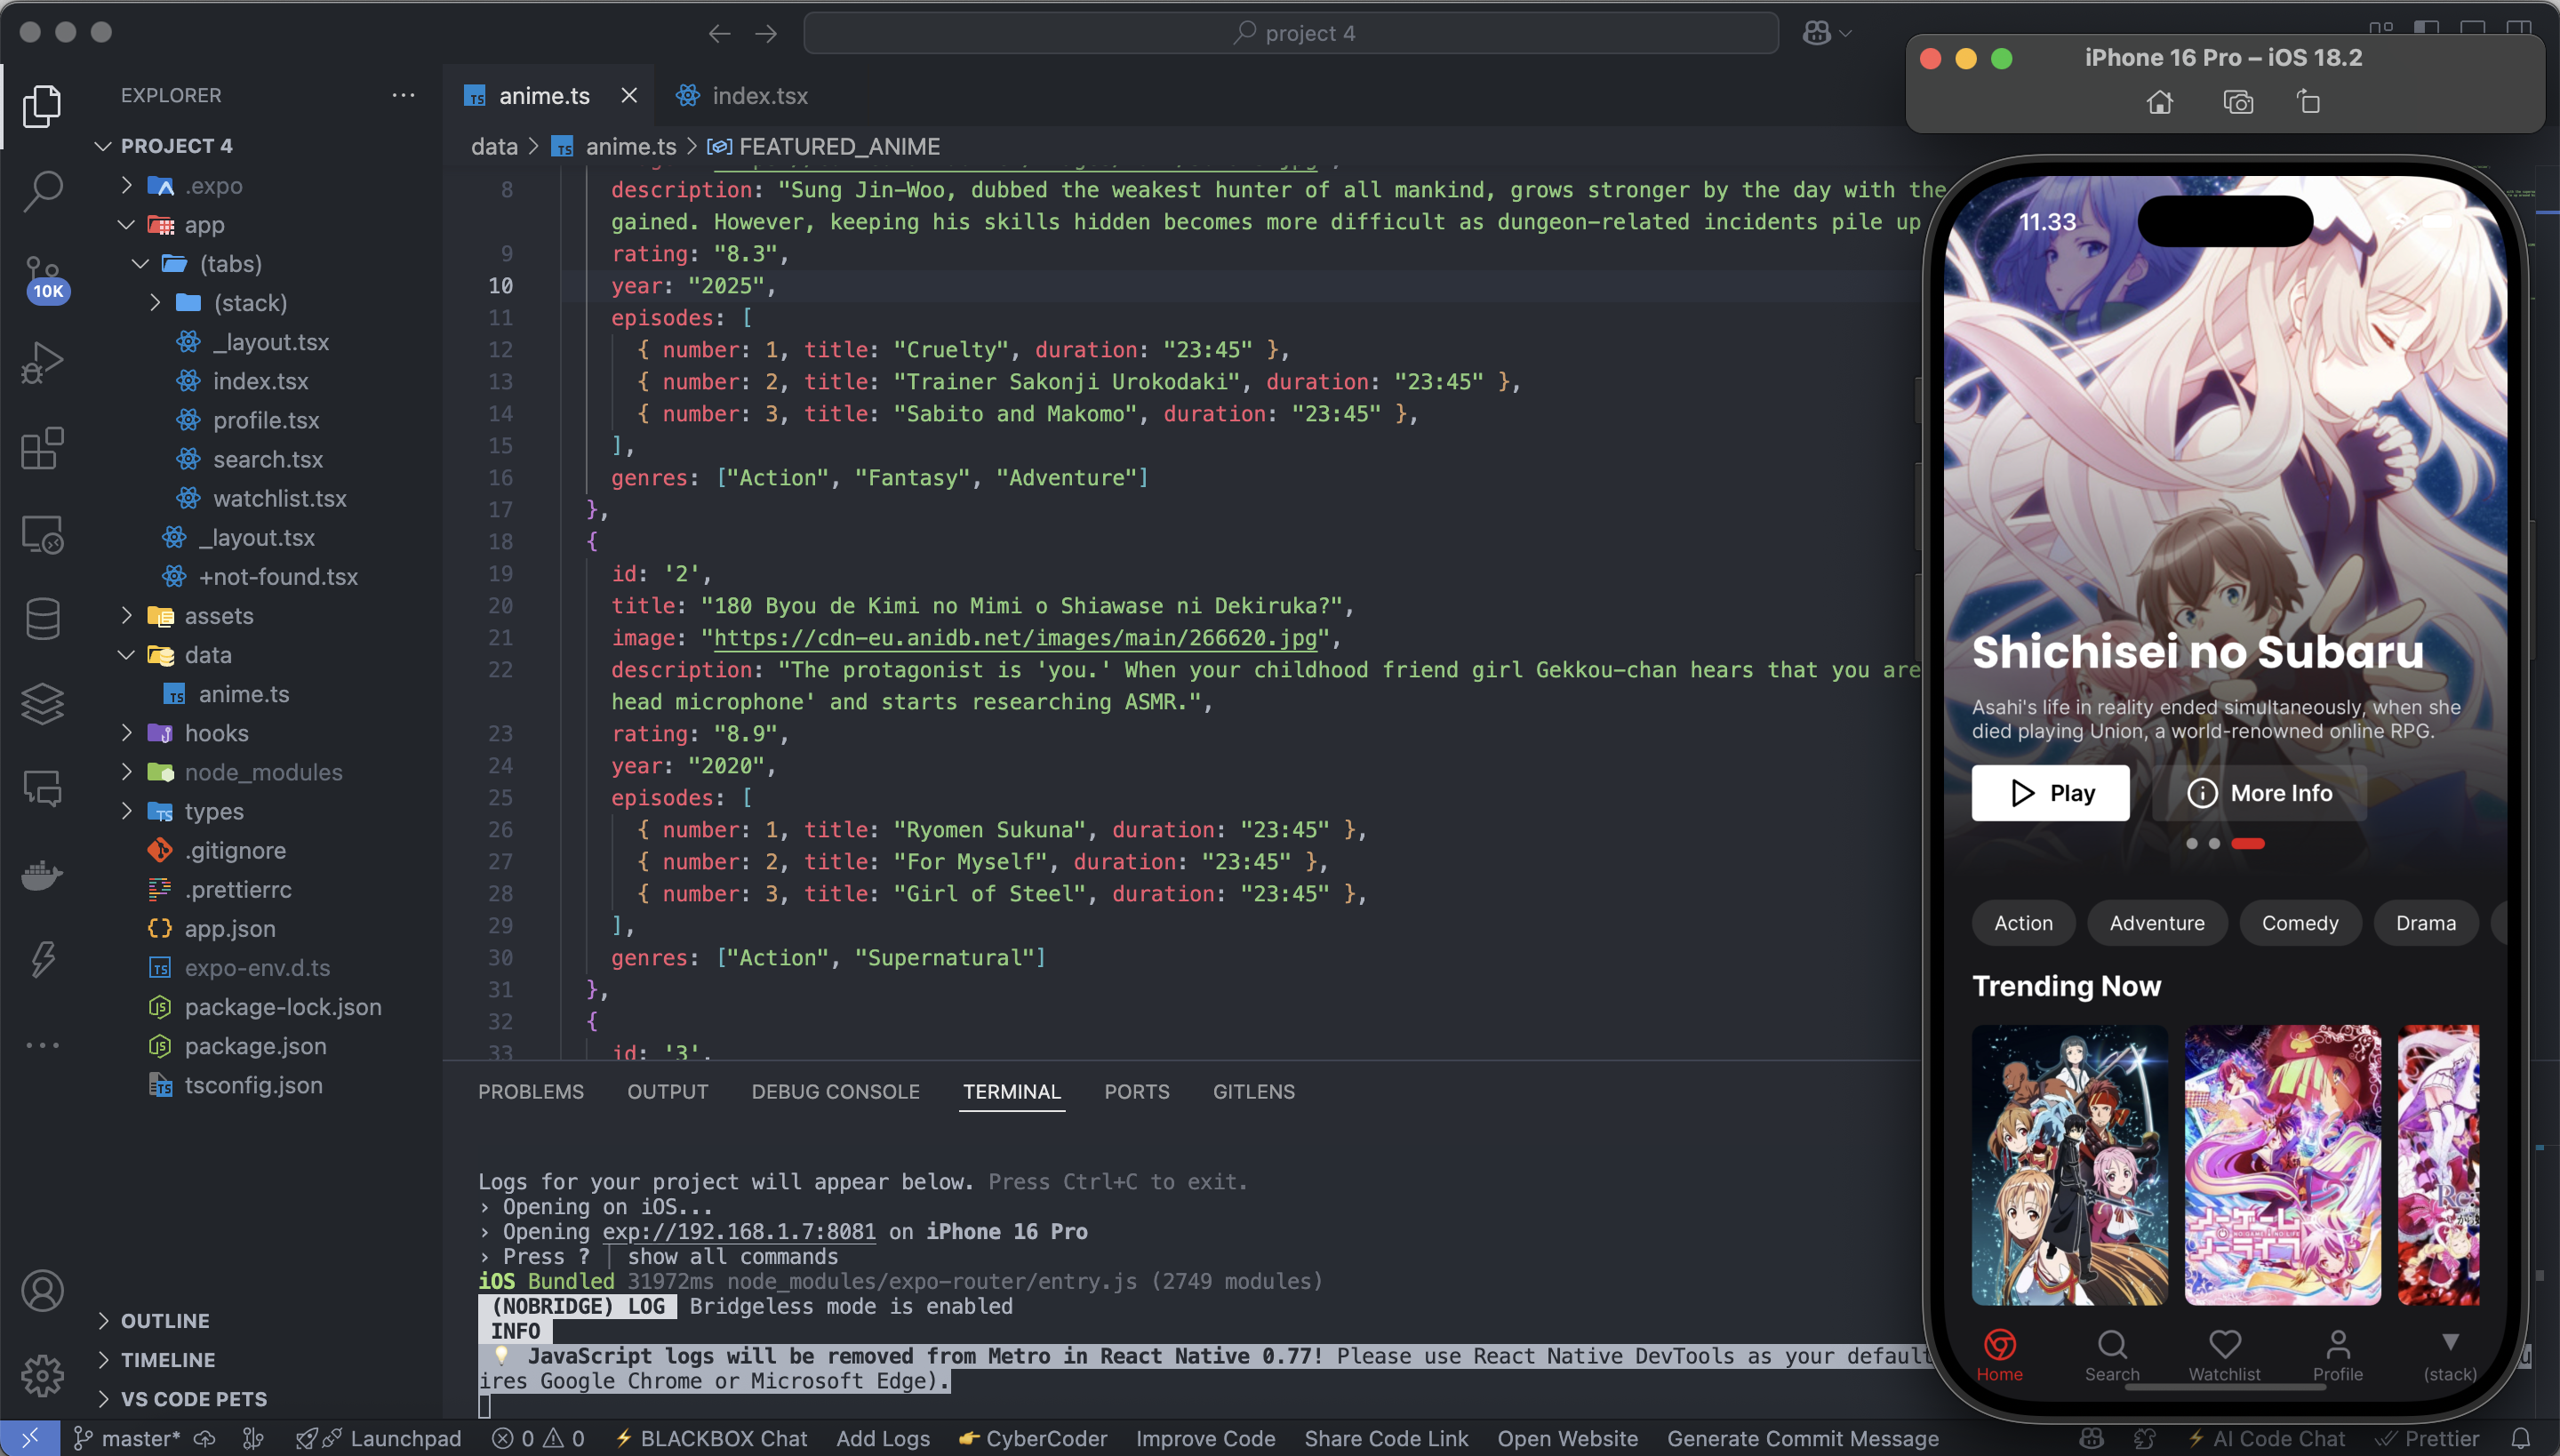 project 4
EXPLORER
PROJECT 4
.expo
app
(tabs)
(stack)
_layout.tsx
index.tsx
profile.tsx
search.tsx
watchlist.tsx
_layout.tsx
+not-found.tsx
assets
data
anime.ts
hooks
node_modules
types
.gitignore
.prettierrc
app.json
expo-env.d.ts
package-lock.json
package.json
tsconfig.json
OUTLINE
TIMELINE
VS CODE PETS
10K
anime.ts
index.tsx
data > anime.ts > FEATURED_ANIME
8 description: "Sung Jin-Woo, dubbed the weakest hunter of all mankind, grows stronger by the day with the
gained. However, keeping his skills hidden becomes more difficult as dungeon-related incidents pile up
9 rating: "8.3",
10 year: "2025",
11 episodes: [
12 { number: 1, title: "Cruelty", duration: "23:45" },
13 { number: 2, title: "Trainer Sakonji Urokodaki", duration: "23:45" },
14 { number: 3, title: "Sabito and Makomo", duration: "23:45" },
15 ],
16 genres: ["Action", "Fantasy", "Adventure"]
17 },
18 {
19 id: '2',
20 title: "180 Byou de Kimi no Mimi o Shiawase ni Dekiruka?",
21 image: "https://cdn-eu.anidb.net/images/main/266620.jpg",
22 description: "The protagonist is 'you.' When your childhood friend girl Gekkou-chan hears that you are
head microphone' and starts researching ASMR.",
23 rating: "8.9",
24 year: "2020",
25 episodes: [
26 { number: 1, title: "Ryomen Sukuna", duration: "23:45" },
27 { number: 2, title: "For Myself", duration: "23:45" },
28 { number: 3, title: "Girl of Steel", duration: "23:45" },
29 ],
30 genres: ["Action", "Supernatural"]
31 },
32 {
33 id: '3',
PROBLEMS OUTPUT DEBUG CONSOLE TERMINAL PORTS GITLENS
Logs for your project will appear below. Press Ctrl+C to exit.
› Opening on iOS...
› Opening exp://192.168.1.7:8081 on iPhone 16 Pro
› Press ? │ show all commands
iOS Bundled 31972ms node_modules/expo-router/entry.js (2749 modules)
(NOBRIDGE) LOG Bridgeless mode is enabled
INFO
💡 JavaScript logs will be removed from Metro in React Native 0.77! Please use React Native DevTools as your default
ires Google Chrome or Microsoft Edge).
master* Launchpad 0 0 BLACKBOX Chat Add Logs 👉 CyberCoder Improve Code Share Code Link Open Website Generate Commit Message AI Code Chat Prettier
iPhone 16 Pro – iOS 18.2
11.33
Shichisei no Subaru
Asahi's life in reality ended simultaneously, when she
died playing Union, a world-renowned online RPG.
Play More Info
Action Adventure Comedy Drama
Trending Now
ノーゲーム
NO GAME NO LIFE
ノーライフ
Re:
Home Search Watchlist Profile (stack)